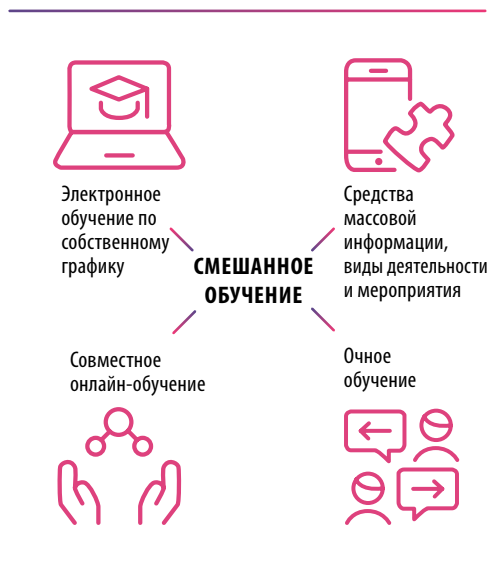 Электронное
обучение по
собственному
графику
Средства
массовой
информации,
виды деятельности
и мероприятия
СМЕШАННОЕ
ОБУЧЕНИЕ
Совместное
онлайн-обучение
Очное
обучение